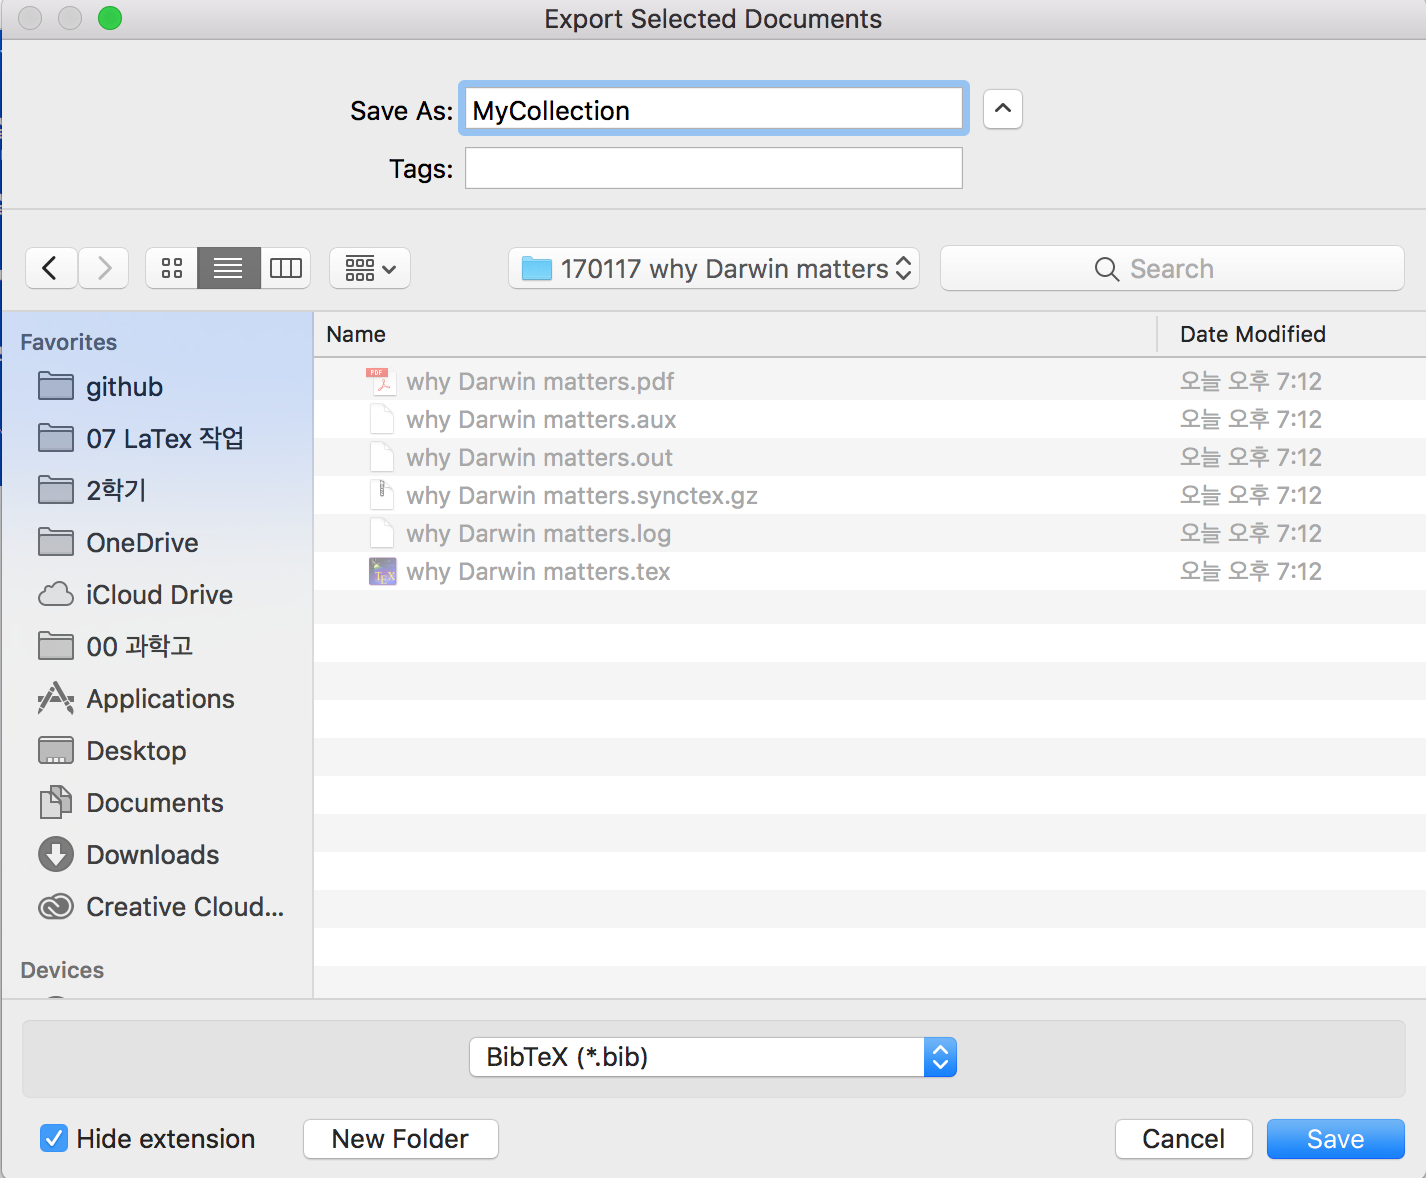 Export Selected Documents
Save As: MyCollection
Tags:
170117 why Darwin matters
Search
Favorites
github
07 LaTex 작업
2학기
OneDrive
iCloud Drive
00 과학고
Applications
Desktop
Documents
Downloads
Creative Cloud...
Devices
Name Date Modified
PDF
why Darwin matters.pdf 오늘 오후 7:12
why Darwin matters.aux 오늘 오후 7:12
why Darwin matters.out 오늘 오후 7:12
why Darwin matters.synctex.gz 오늘 오후 7:12
why Darwin matters.log 오늘 오후 7:12
TEX
why Darwin matters.tex 오늘 오후 7:12
BibTeX (*.bib)
Hide extension New Folder Cancel Save